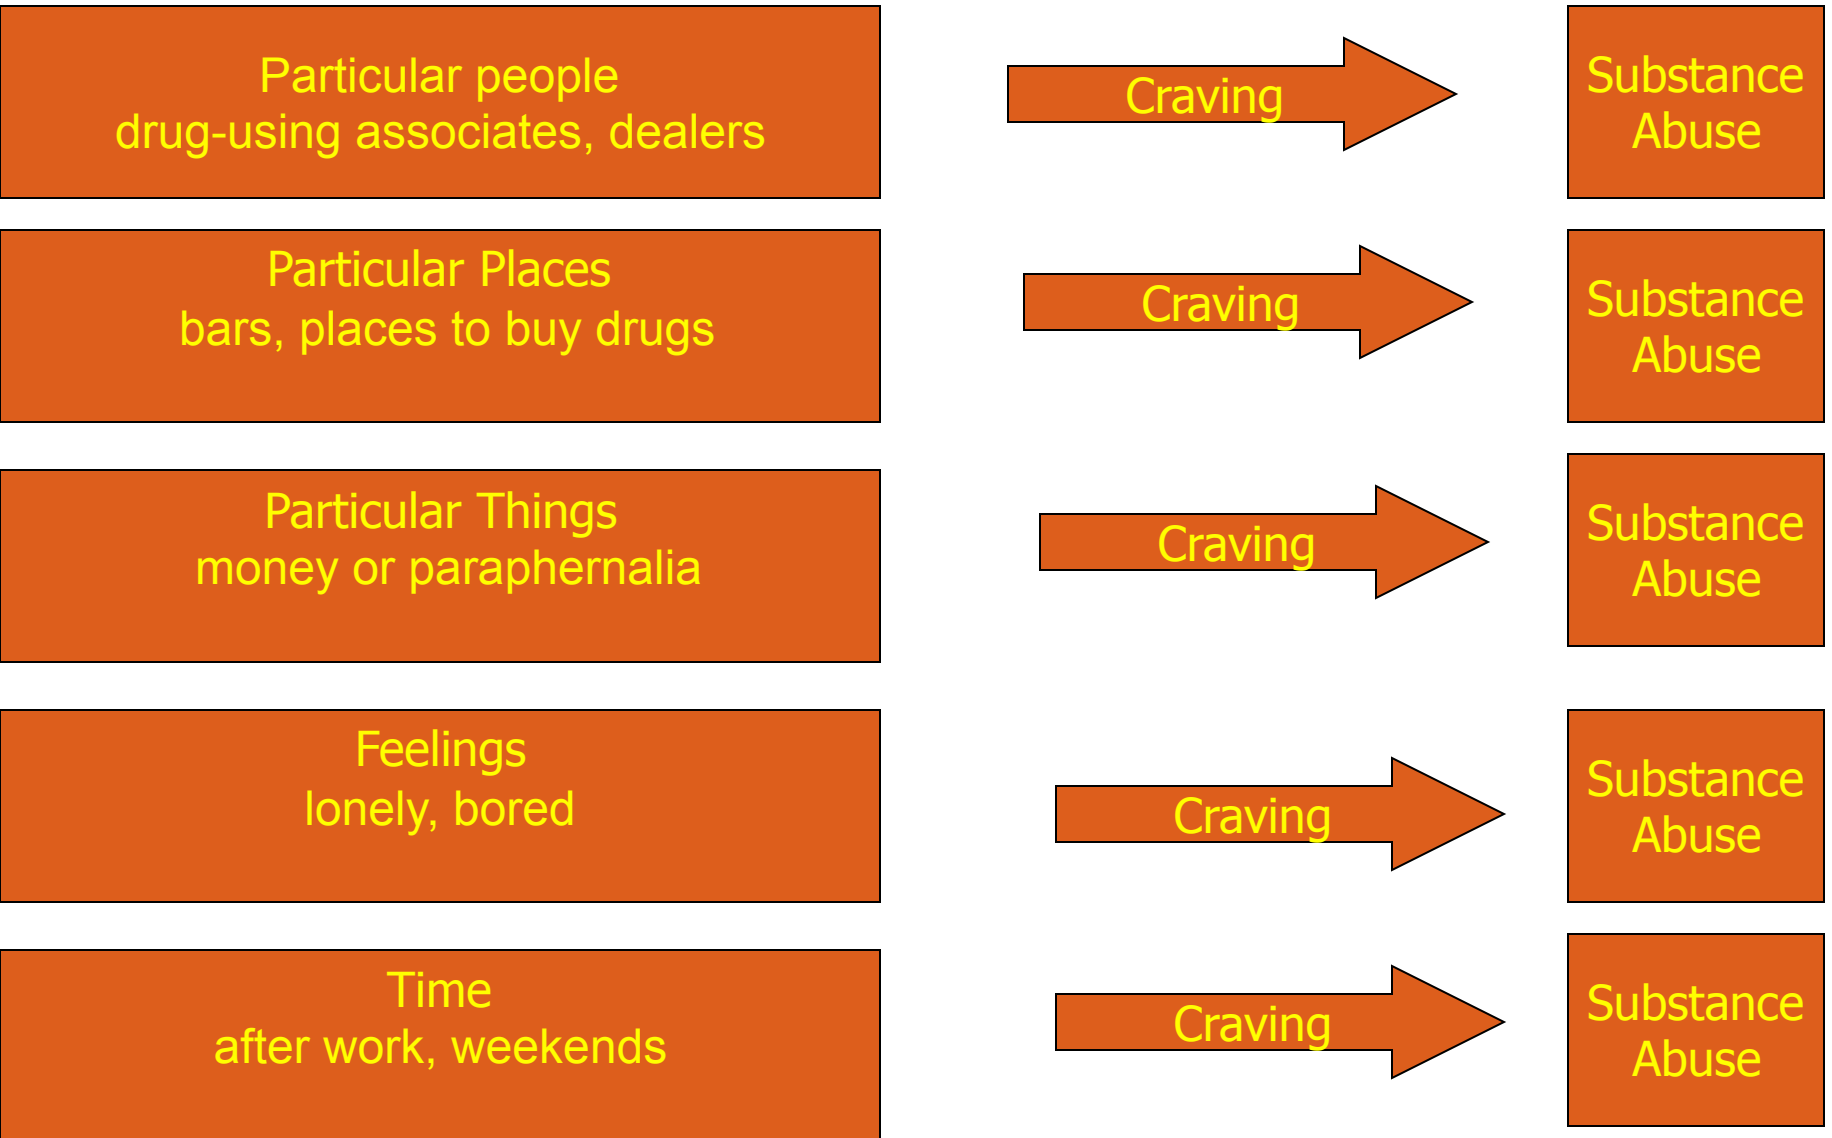 Particular people
drug-using associates, dealers
Craving
Substance
Abuse
Particular Places
bars, places to buy drugs
Craving
Substance
Abuse
Particular Things
money or paraphernalia
Craving
Substance
Abuse
Feelings
lonely, bored
Craving
Substance
Abuse
Time
after work, weekends
Craving
Substance
Abuse